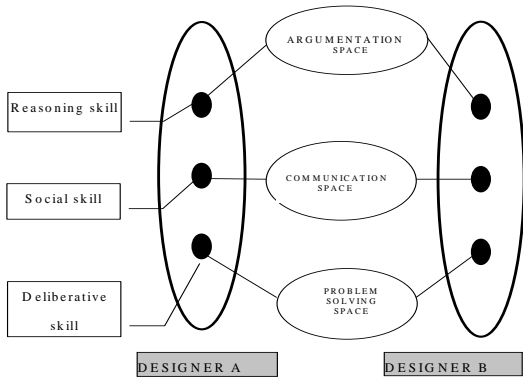 ARGUMENTATION
SPACE
Reasoning skill
COMMUNICATION
SPACE
Social skill
PROBLEM
SOLVING
SPACE
Deliberative
skill
DESIGNER A
DESIGNER B